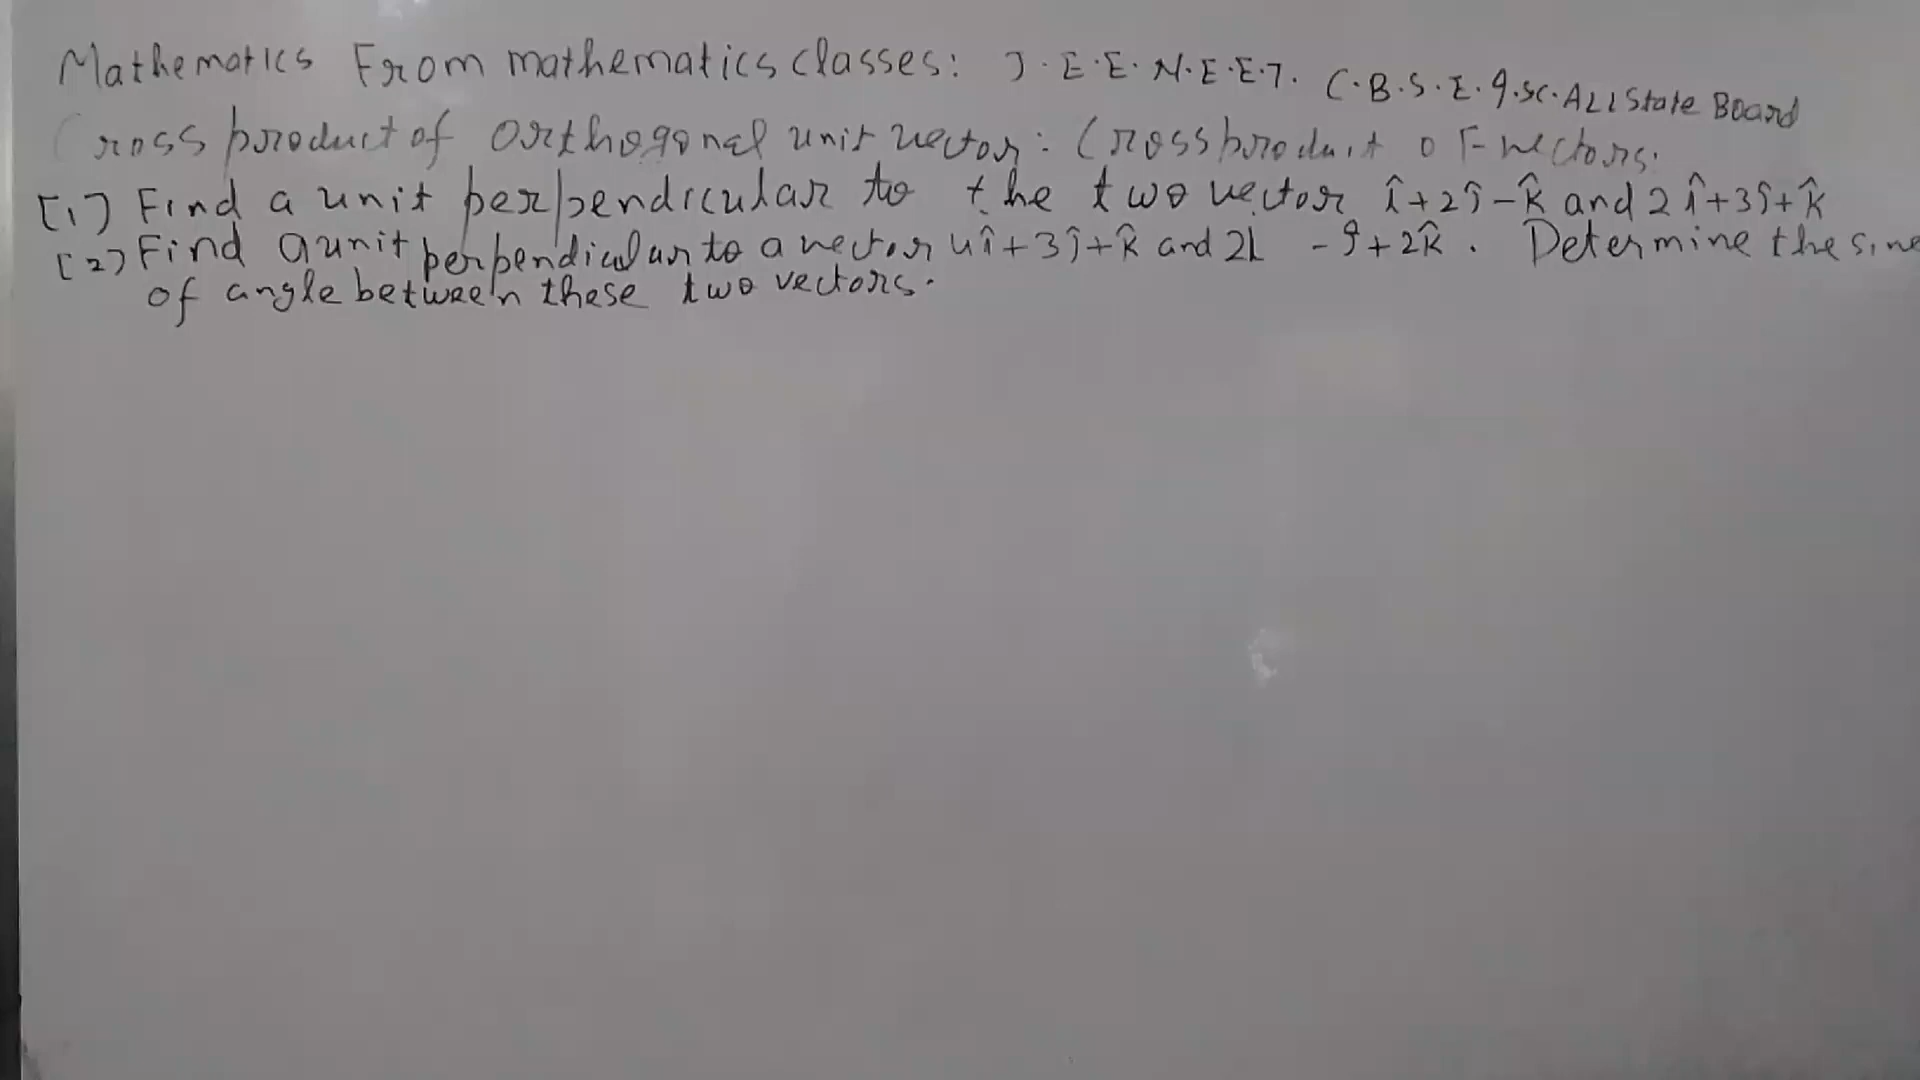 Mathematics From mathematics classes: J.E.E. N.E.E.T. C.B.S.E. I.SC. ALL State Board
Cross product of orthogonal unit vector: Cross product of vectors.
[1] Find a unit perpendicular to the two vector î+2ĵ-k̂ and 2î+3ĵ+k̂
[2] Find a unit perpendicular to a vector 4î+3ĵ+k̂ and 2i -ĵ+2k̂. Determine the sine
of angle between these two vectors.